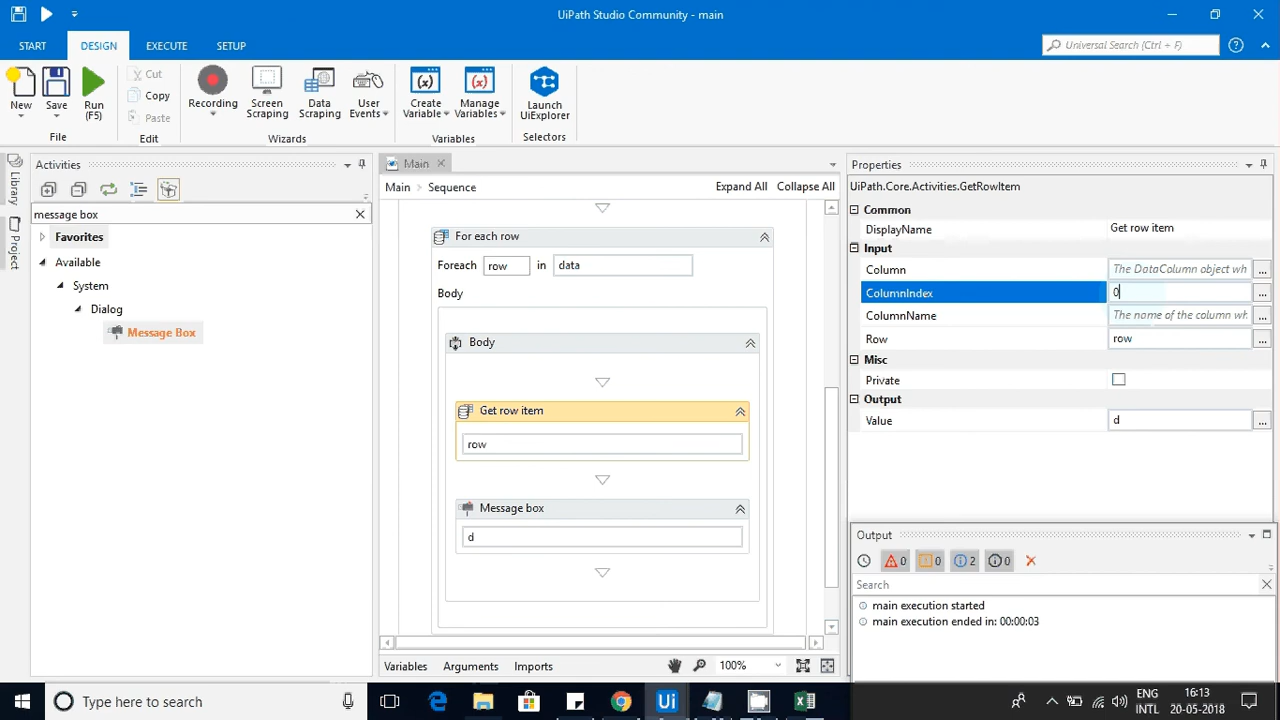 UiPath Studio Community - main
START DESIGN EXECUTE SETUP
Universal Search (Ctrl + F)
New Save Run (F5)
Cut
Copy
Paste
Recording Screen Scraping Data Scraping User Events
Create Variable Manage Variables
Launch UiExplorer
File Edit Wizards Variables Selectors
Library
Project
Activities
message box
Favorites
Available
System
Dialog
Message Box
Main
Main > Sequence Expand All Collapse All
For each row
Foreach row in data
Body
Body
Get row item
row
Message box
d
Variables Arguments Imports 100%
Properties
UiPath.Core.Activities.GetRowItem
Common
DisplayName Get row item
Input
Column The DataColumn object wh ...
ColumnIndex 0 ...
ColumnName The name of the column wh ...
Row row ...
Misc
Private
Output
Value d ...
Output
0 0 2 0
Search
main execution started
main execution ended in: 00:00:03
Type here to search
Ui
ENG
INTL
16:13
20-05-2018